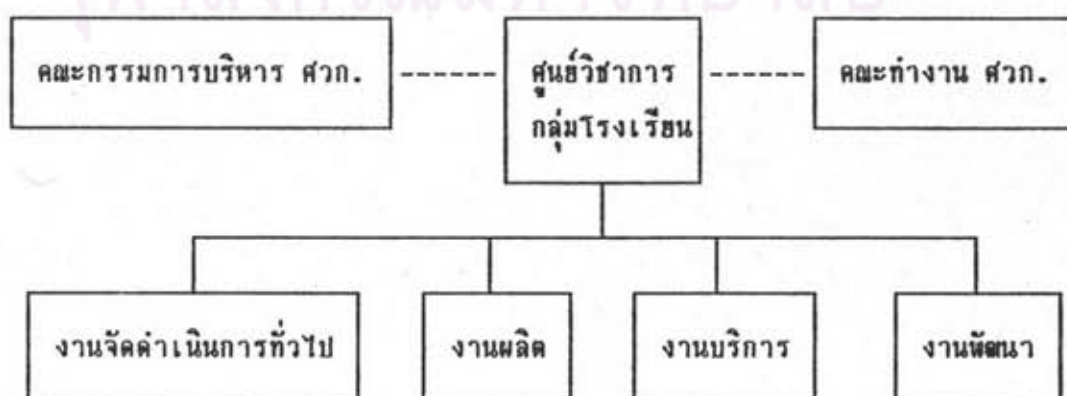 คณะกรรมการบริหาร ศวก.
ศูนย์วิชาการ
กลุ่มโรงเรียน
คณะทำงาน ศวก.
งานจัดดำเนินการทั่วไป
งานผลิต
งานบริการ
งานพัฒนา